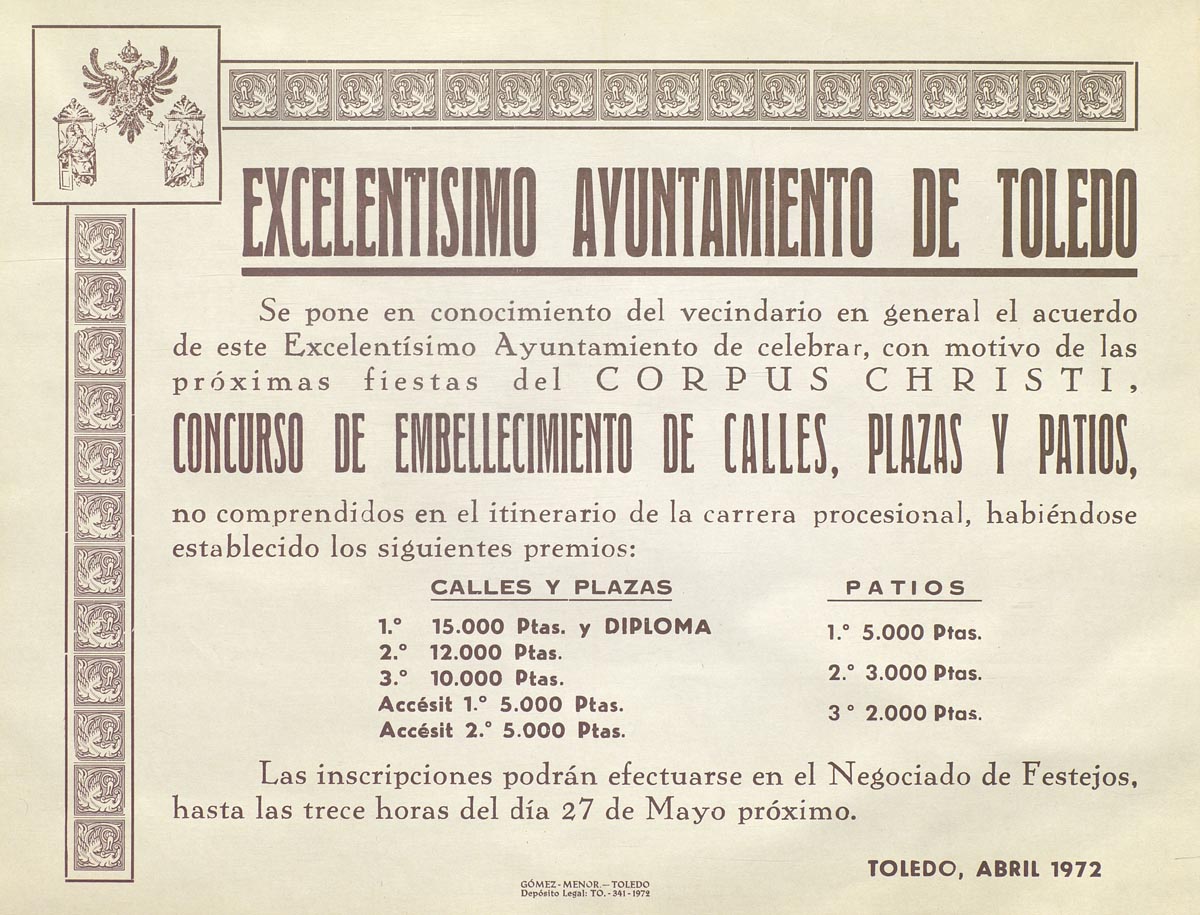 EXCELENTISIMO AYUNTAMIENTO DE TOLEDO
Se pone en conocimiento del vecindario en general el acuerdo
de este Excelentísimo Ayuntamiento de celebrar, con motivo de las
próximas fiestas del CORPUS CHRISTI,
CONCURSO DE EMBELLECIMIENTO DE CALLES, PLAZAS Y PATIOS,
no comprendidos en el itinerario de la carrera procesional, habiéndose
establecido los siguientes premios:
CALLES Y PLAZAS
1.º 15.000 Ptas. y DIPLOMA
2.º 12.000 Ptas.
3.º 10.000 Ptas.
Accésit 1.º 5.000 Ptas.
Accésit 2.º 5.000 Ptas.
PATIOS
1.º 5.000 Ptas.
2.º 3.000 Ptas.
3º 2.000 Ptas.
Las inscripciones podrán efectuarse en el Negociado de Festejos,
hasta las trece horas del día 27 de Mayo próximo.
TOLEDO, ABRIL 1972
GÓMEZ-MENOR.—TOLEDO
Depósito Legal: TO.-341-1972